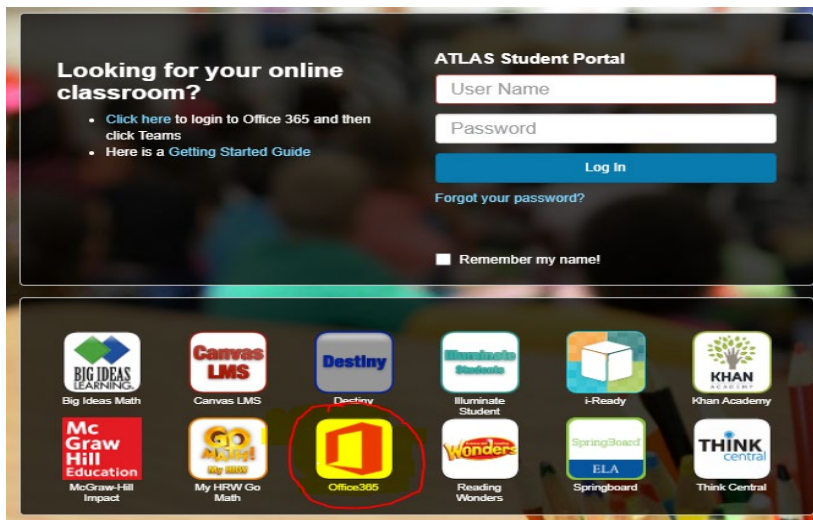 Looking for your online
classroom?
• Click here to login to Office 365 and then
click Teams
• Here is a Getting Started Guide
ATLAS Student Portal
User Name
Password
Log In
Forgot your password?
Remember my name!
BIG IDEAS
LEARNING.
Big Ideas Math
Canvas
LMS
Canvas LMS
Destiny
Destiny
Illuminate
Students
Illuminate
Student
i-Ready
KHAN
ACADEMY
Khan Academy
Mc
Graw
Hill
Education
McGraw-Hill
Impact
GO
MATH!
My HRW
My HRW Go
Math
Office365
Reading
Wonders
Reading
Wonders
SpringBoard
ELA
Springboard
THINK
central
Think Central